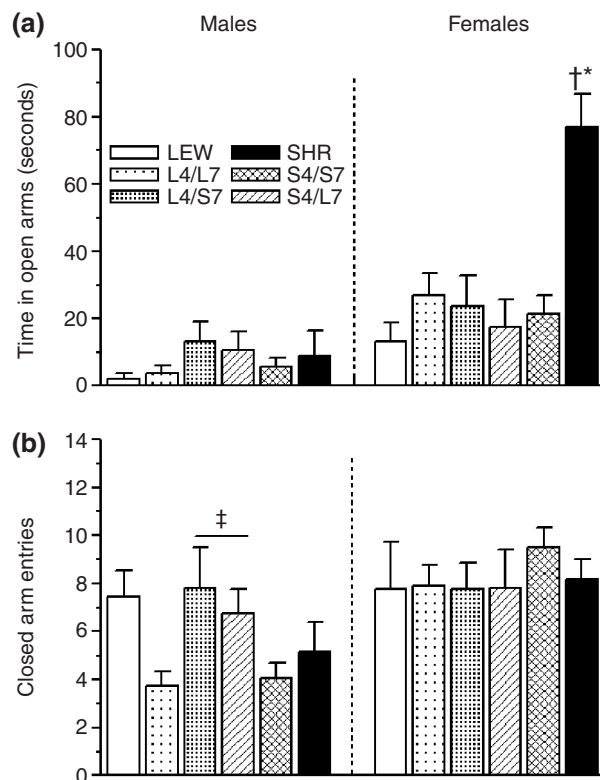 (a) Males Females
Time in open arms (seconds)
100
80
60
40
20
0
†*
LEW SHR
L4/L7 S4/S7
L4/S7 S4/L7
(b)
Closed arm entries
14
12
10
8
6
4
2
0
‡